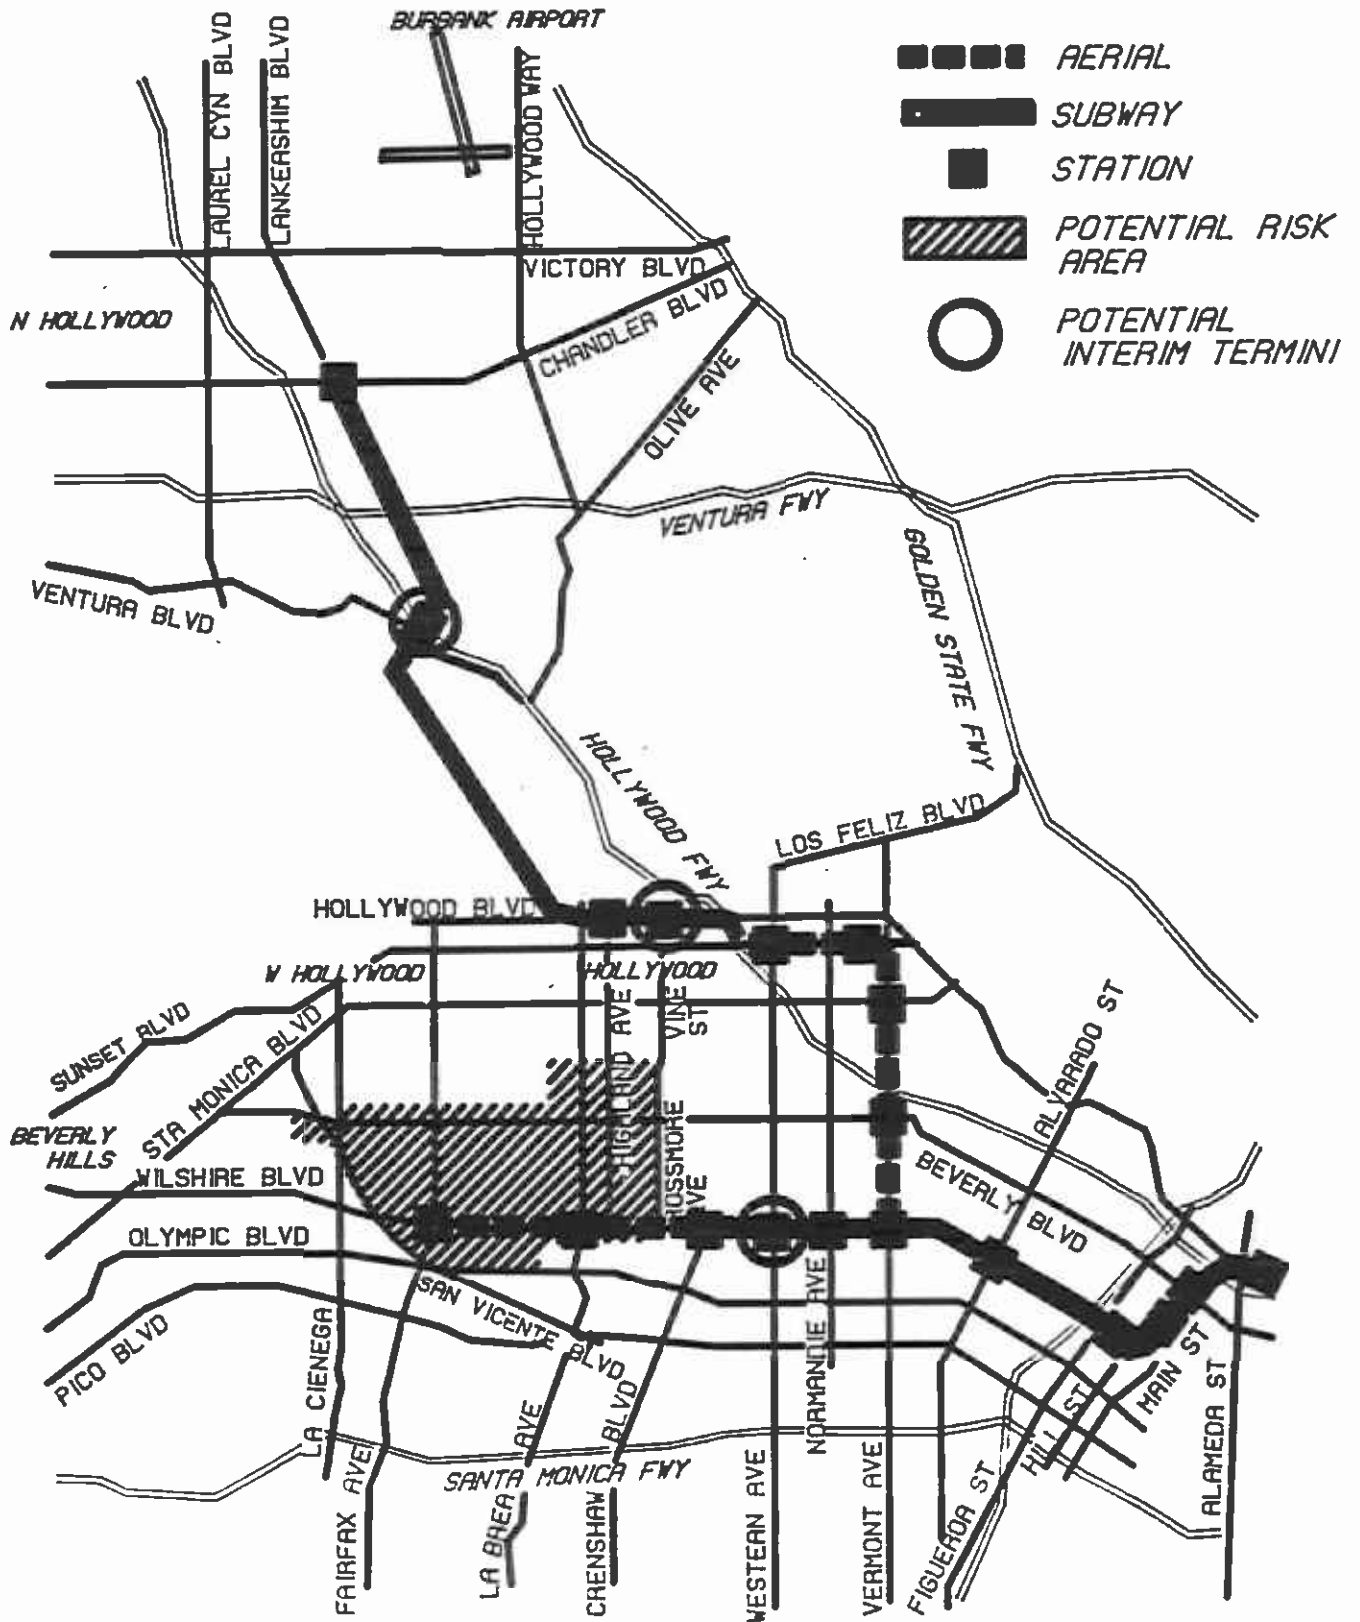 BURBANK AIRPORT
LAUREL CYN BLVD
LANKEASHIM BLVD
HOLLYWOOD WAY
AERIAL
SUBWAY
STATION
POTENTIAL RISK
AREA
POTENTIAL
INTERIM TERMINI
VICTORY BLVD
N HOLLYWOOD
CHANDLER BLVD
OLIVE AVE
VENTURA FWY
GOLDEN STATE FWY
VENTURA BLVD
HOLLYWOOD FWY
LOS FELIZ BLVD
HOLLYWOOD BLVD
W HOLLYWOOD
HOLLYWOOD
SUNSET BLVD
STA MONICA BLVD
HIGHLAND AVE
VINE
ST
ALVARADO ST
BEVERLY
HILLS
ROSSMORE
AVE
WILSHIRE BLVD
BEVERLY BLVD
OLYMPIC BLVD
SAN VICENTE BLVD
PICO BLVD
LA CIENEGA
NORMANDIE AVE
MAIN ST
HILL ST
ALAMEDA ST
FAIRFAX AVE
LA BREA AVE
CRENSHAW BLVD
SANTA MONICA FWY
WESTERN AVE
VERMONT AVE
FIGUEROA ST